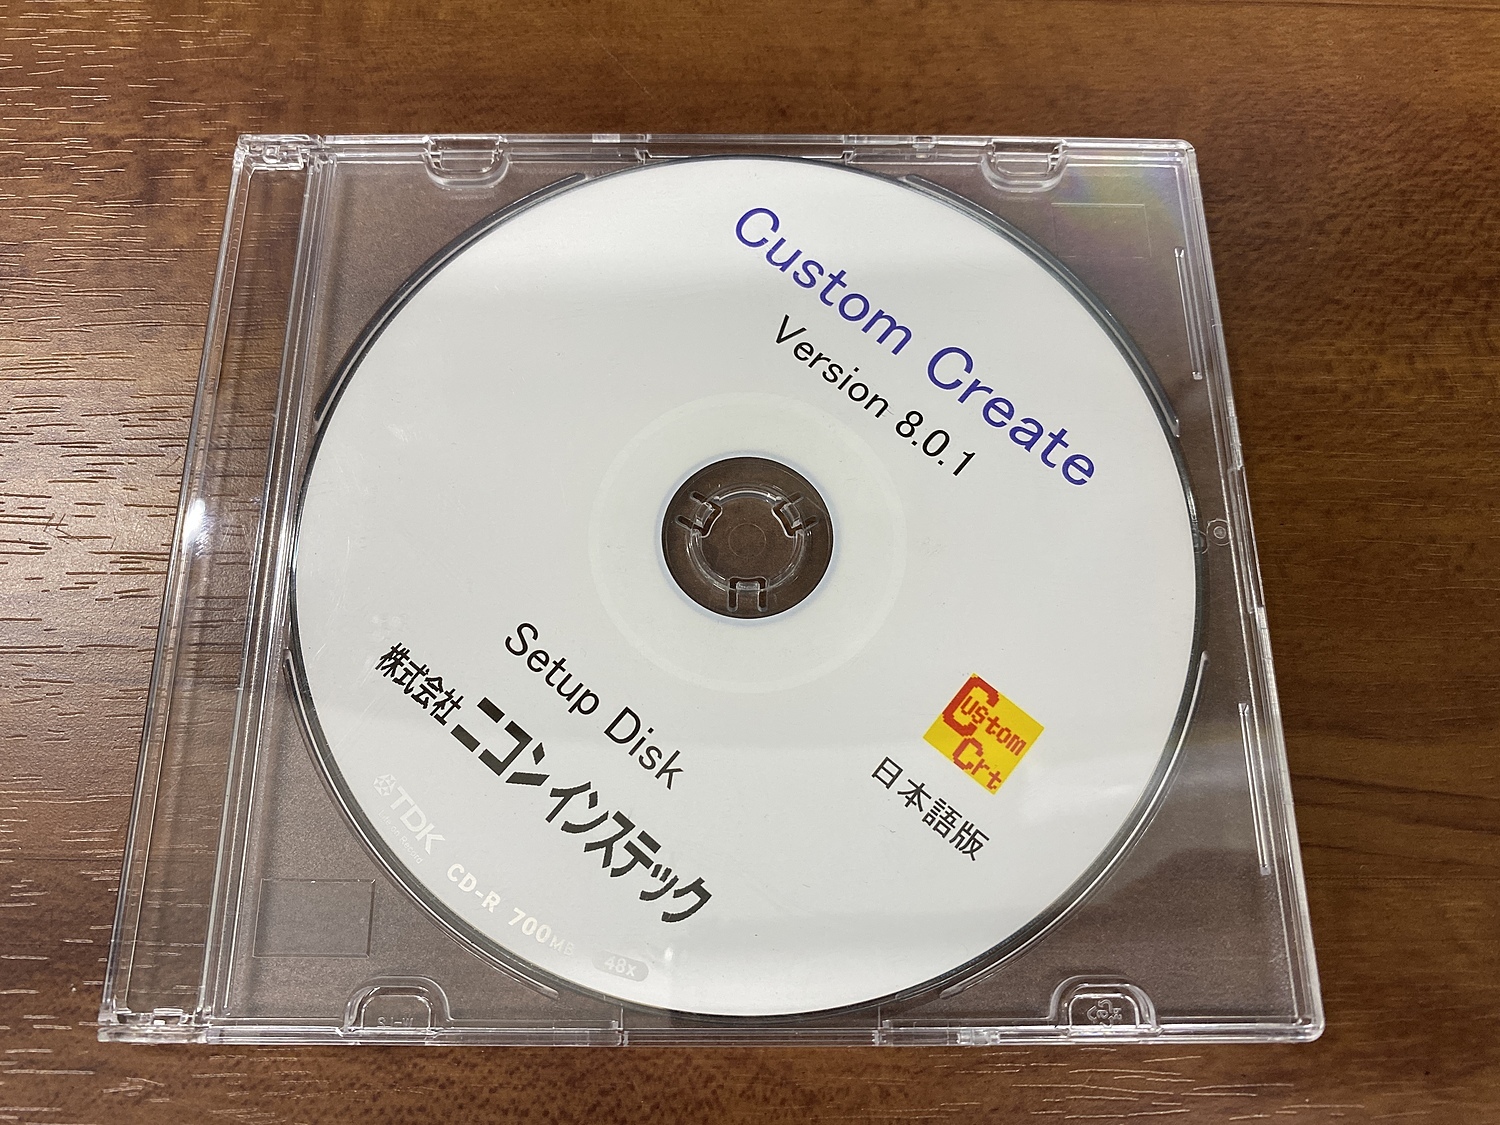 Custom Create
Version 8.0.1
Setup Disk
株式会社ニコン インステック
Custom
Crt
日本語版
TDK
CD-R 700MB
48x